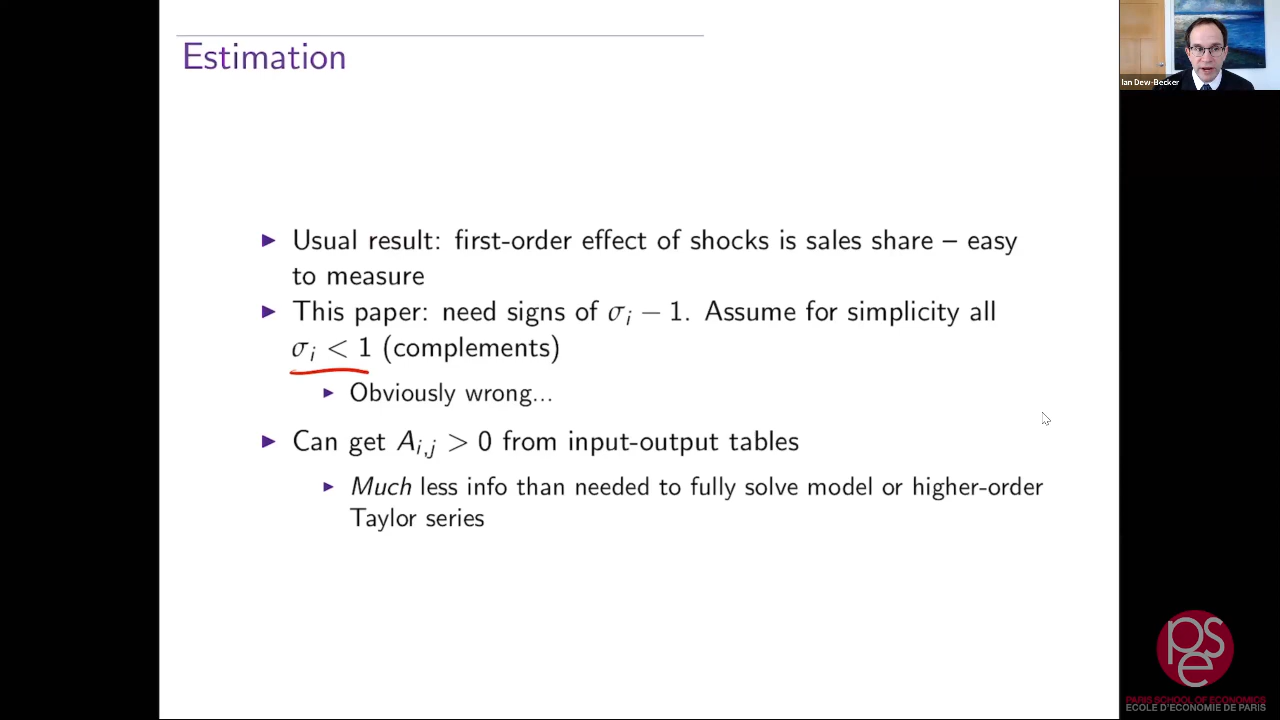 Estimation
▶ Usual result: first-order effect of shocks is sales share – easy
to measure
▶ This paper: need signs of σᵢ − 1. Assume for simplicity all
σᵢ < 1 (complements)
▶ Obviously wrong...
▶ Can get Aᵢ,ⱼ > 0 from input-output tables
▶ Much less info than needed to fully solve model or higher-order
Taylor series
Ian Dew-Becker
pse
PARIS SCHOOL OF ECONOMICS
ECOLE D'ECONOMIE DE PARIS